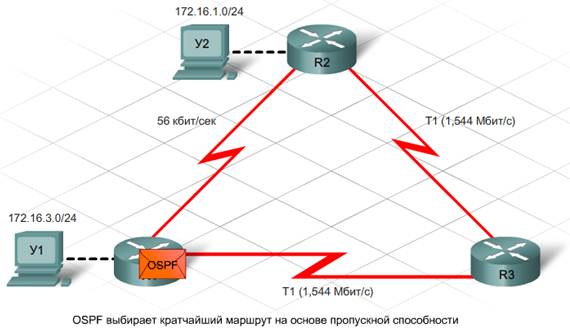 172.16.1.0/24
У2
R2
56 кбит/сек
T1 (1,544 Мбит/с)
172.16.3.0/24
У1
OSPF
R3
T1 (1,544 Мбит/с)
OSPF выбирает кратчайший маршрут на основе пропускной способности